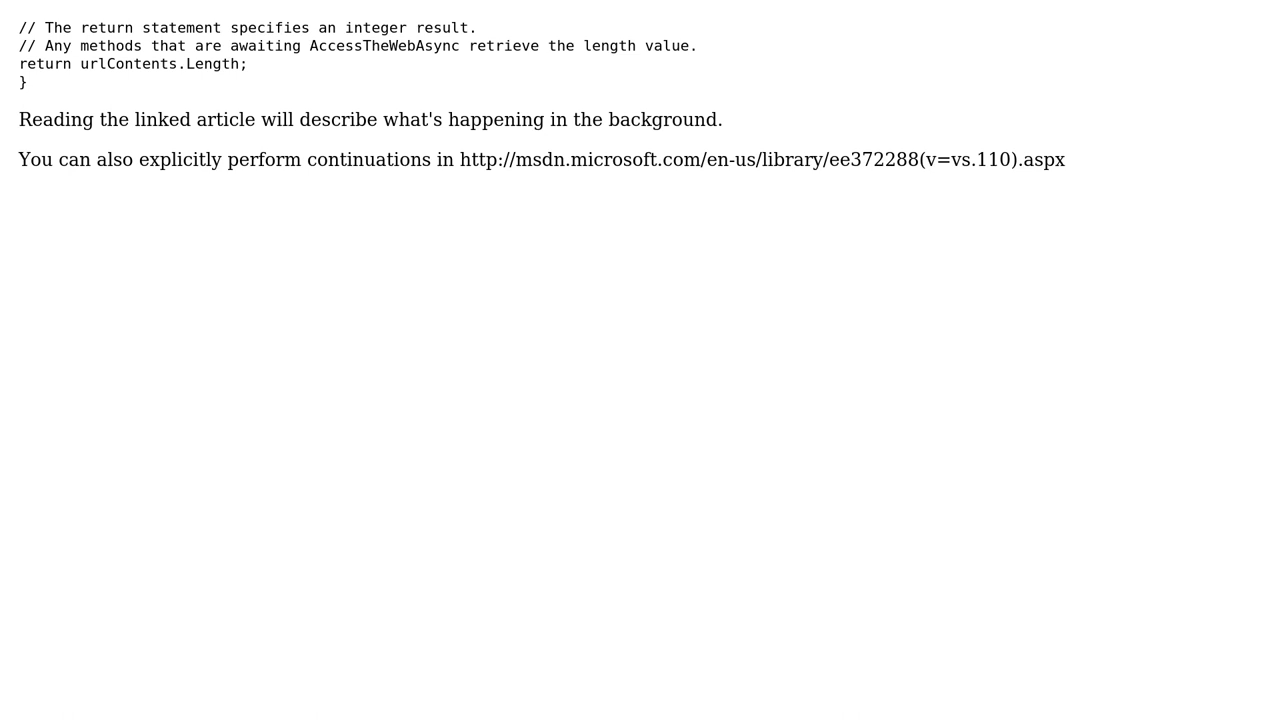 // The return statement specifies an integer result.
// Any methods that are awaiting AccessTheWebAsync retrieve the length value.
return urlContents.Length;
}
Reading the linked article will describe what's happening in the background.
You can also explicitly perform continuations in http://msdn.microsoft.com/en-us/library/ee372288(v=vs.110).aspx